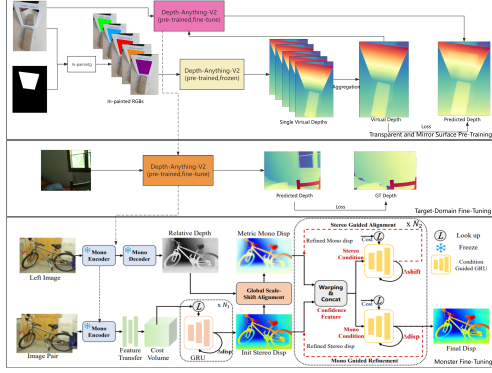 Depth-Anything-V2
(pre-trained,fine-tune)
In-painintg
Depth-Anything-V2
(pre-trained,frozen)
Aggregation
In-painted RGBs
Single Virtual Depths
Virtual Depth
Predicted Depth
Loss
Transparent and Mirror Surface Pre-Training
Depth-Anything-V2
(pre-trained,fine-tune)
Predicted Depth
GT Depth
Loss
Target-Domain Fine-Tuning
Relative Depth
Metric Mono Disp
Stereo Guided Alignment
x N2
L Look up
Freeze
Condition
Guided GRU
Mono
Encoder
Mono
Decoder
Left Image
Refined Mono disp
Cost
L
Stereo
Condition
Δshift
Global Scale-
Shift Alignment
Warping
&
Concat
Confidence
Feature
x N1
L
Mono
Encoder
Image Pair
Feature
Transfer
Cost
Volume
GRU
Δdisp
Init Stereo Disp
Cost
L
Mono
Condition
Δdisp
Refined Stereo disp
Mono Guided Refinement
Final Disp
Monster Fine-Tuning